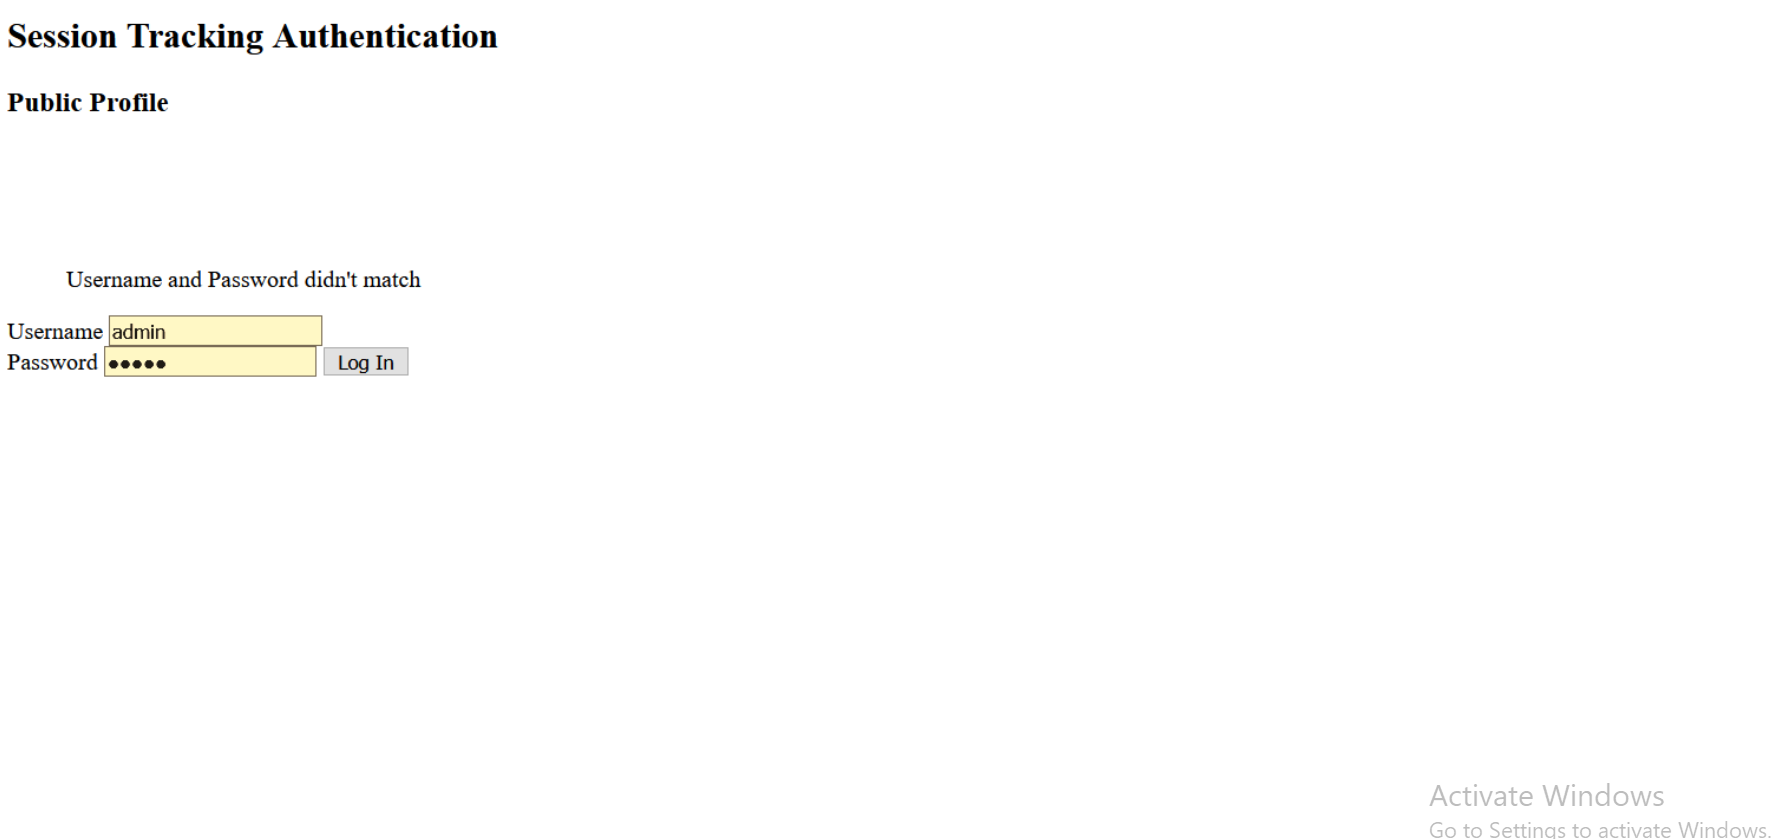 Session Tracking Authentication
Public Profile
Username and Password didn't match
Username admin
Password ●●●●● Log In
Activate Windows
Go to Settings to activate Windows.